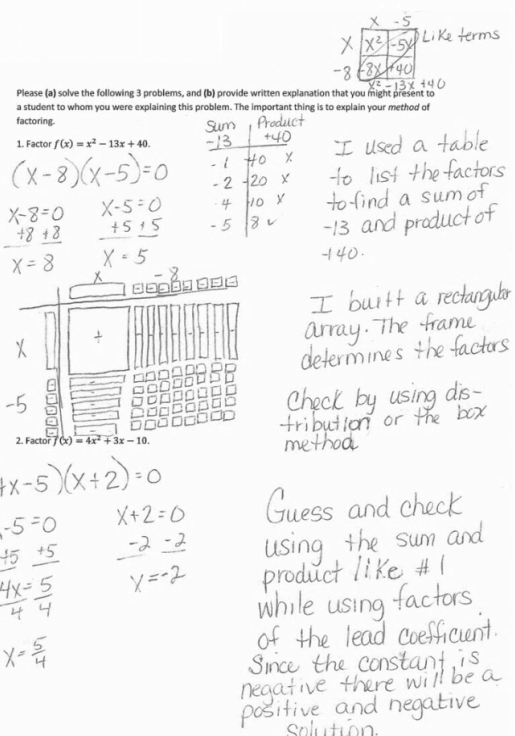 x -5
x x² -5x Like terms
-8 -8x +40
x² - 13x +40
Please (a) solve the following 3 problems, and (b) provide written explanation that you might present to
a student to whom you were explaining this problem. The important thing is to explain your method of
factoring.
1. Factor f(x) = x² – 13x + 40.
Sum Product
-13 +40
-1 40 x
-2 -20 x
4 10 x
-5 8 ✓
(x-8)(x-5)=0
x-8=0 x-5=0
+8 +8 +5 +5
x = 8 x = 5
I used a table
to list the factors
to find a sum of
-13 and product of
+40.
x -8
x +
-5
I built a rectangular
array. The frame
determines the factors
Check by using dis-
tribution or the box
method
2. Factor f(x) = 4x² + 3x – 10.
4x-5)(x+2)=0
-5=0 x+2=0
+5 +5 -2 -2
4x = 5 x=-2
4 4
x= 5/4
Guess and check
using the sum and
product like #1
while using factors
of the lead coefficient.
Since the constant is
negative there will be a
positive and negative
solution.